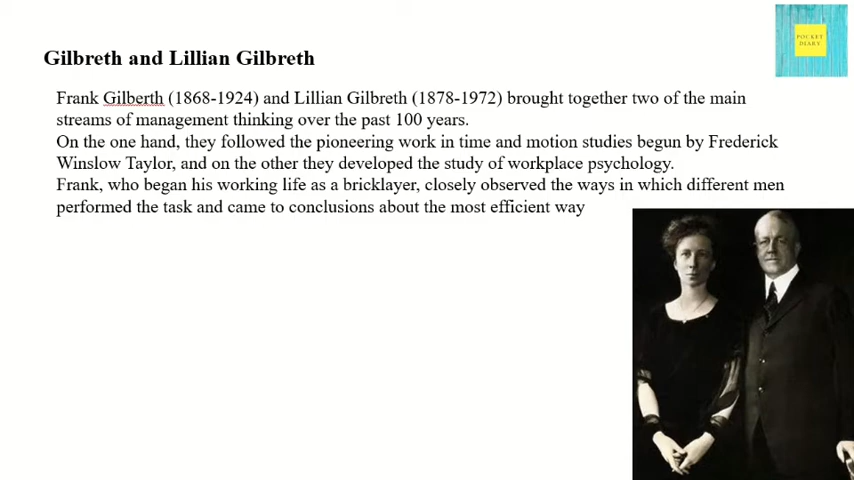 POCKET
DIARY
Gilbreth and Lillian Gilbreth
Frank Gilberth (1868-1924) and Lillian Gilbreth (1878-1972) brought together two of the main
streams of management thinking over the past 100 years.
On the one hand, they followed the pioneering work in time and motion studies begun by Frederick
Winslow Taylor, and on the other they developed the study of workplace psychology.
Frank, who began his working life as a bricklayer, closely observed the ways in which different men
performed the task and came to conclusions about the most efficient way